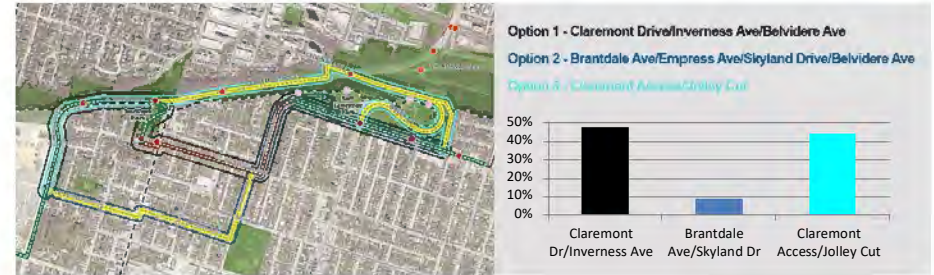 Option 1 - Claremont Drive/Inverness Ave/Belvidere Ave
Option 2 - Brantdale Ave/Empress Ave/Skyland Drive/Belvidere Ave
Option 3 - Claremont Access/Jolley Cut
50%
40%
30%
20%
10%
0%
Claremont
Dr/Inverness Ave
Brantdale
Ave/Skyland Dr
Claremont
Access/Jolley Cut